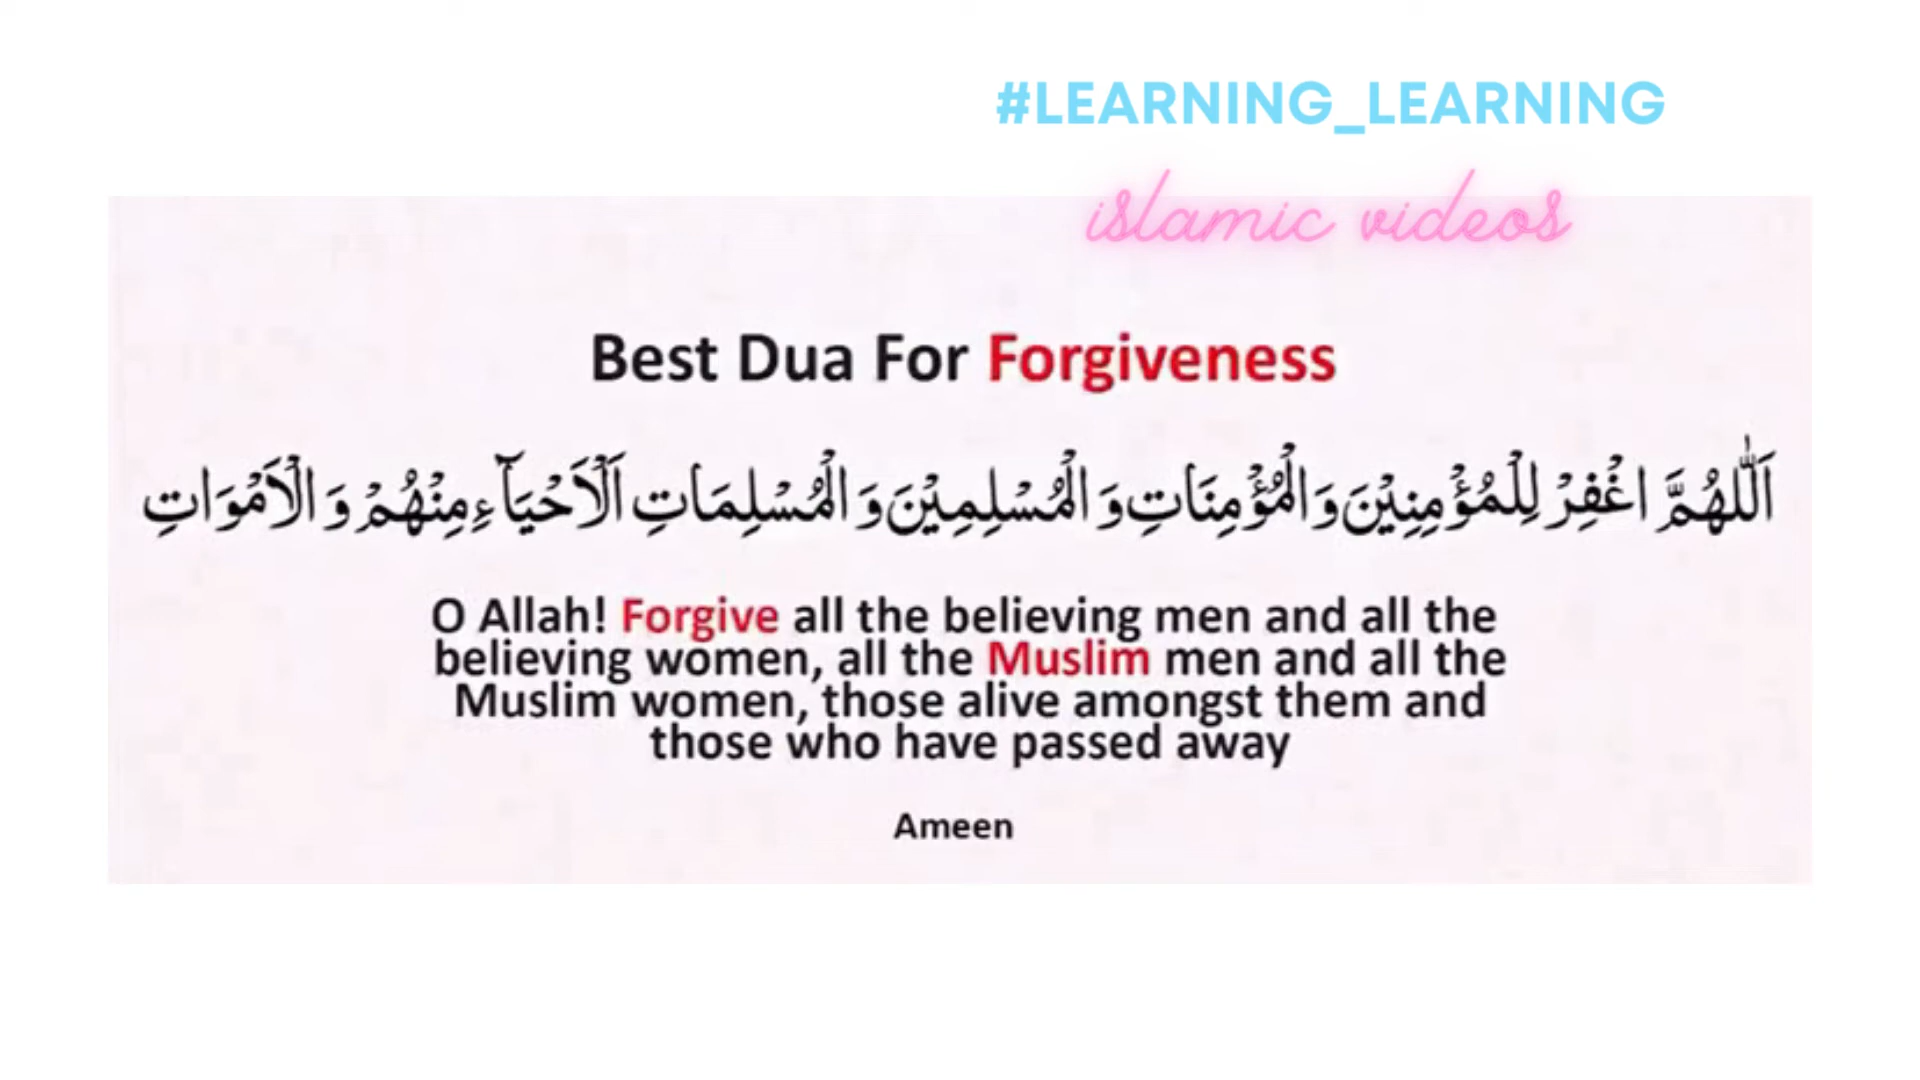 #LEARNING_LEARNING
islamic videos
Best Dua For Forgiveness
اَللّٰهُمَّ اغْفِرْ لِلْمُؤْمِنِيْنَ وَالْمُؤْمِنَاتِ وَ الْمُسْلِمِيْنَ وَ الْمُسْلِمَاتِ اَلْاَحْيَآءِ مِنْهُمْ وَ الْاَمْوَاتِ
O Allah! Forgive all the believing men and all the
believing women, all the Muslim men and all the
Muslim women, those alive amongst them and
those who have passed away
Ameen